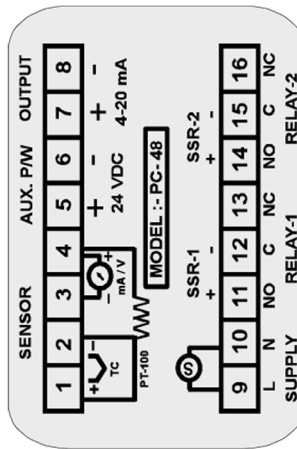 SENSOR AUX. P/W OUTPUT
1 2 3 4 5 6 7 8
+ - - + + - + -
TC mA / V 24 VDC 4-20 mA
PT-100
MODEL :- PC- 48
SSR-1 SSR-2
S + - + -
9 10 11 12 13 14 15 16
L N NO C NC NO C NC
SUPPLY RELAY-1 RELAY-2